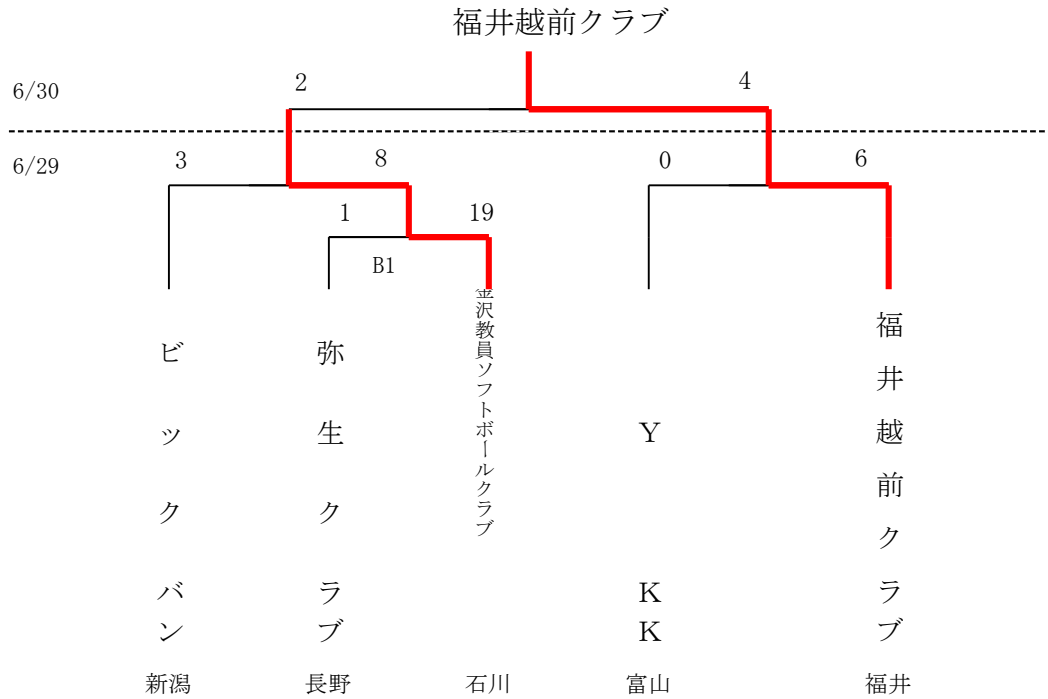 福井越前クラブ
6/30
2
4
6/29
3
8
0
6
1
19
B1
ビックバン
弥生クラブ
金沢教員ソフトボールクラブ
YKK
福井越前クラブ
新潟
長野
石川
富山
福井